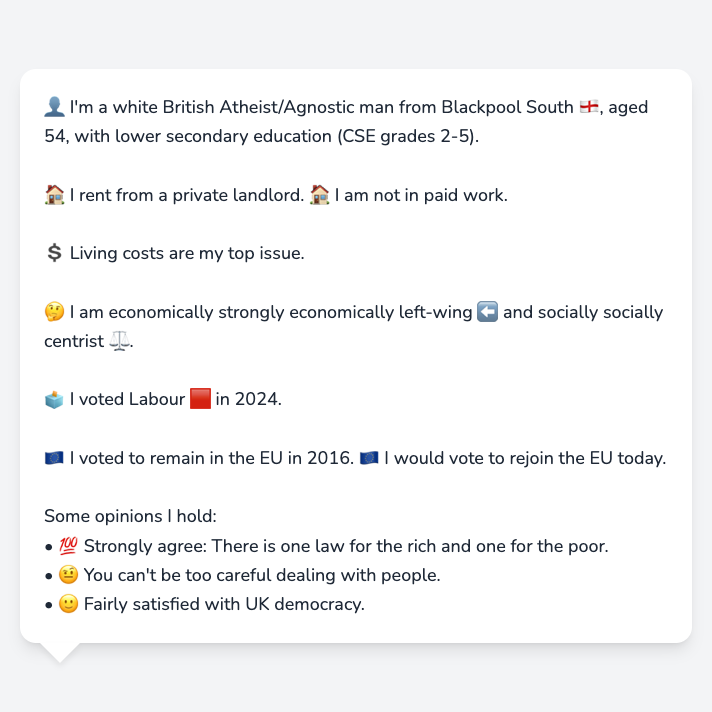 👤 I'm a white British Atheist/Agnostic man from Blackpool South 🏴󠁧󠁢󠁥󠁮󠁧󠁿, aged
54, with lower secondary education (CSE grades 2-5).
🏠 I rent from a private landlord. 🏠 I am not in paid work.
💲 Living costs are my top issue.
🤔 I am economically strongly economically left-wing ⬅️ and socially socially
centrist ⚖️.
🗳️ I voted Labour 🟥 in 2024.
🇪🇺 I voted to remain in the EU in 2016. 🇪🇺 I would vote to rejoin the EU today.
Some opinions I hold:
• 💯 Strongly agree: There is one law for the rich and one for the poor.
• 🤨 You can't be too careful dealing with people.
• 🙂 Fairly satisfied with UK democracy.